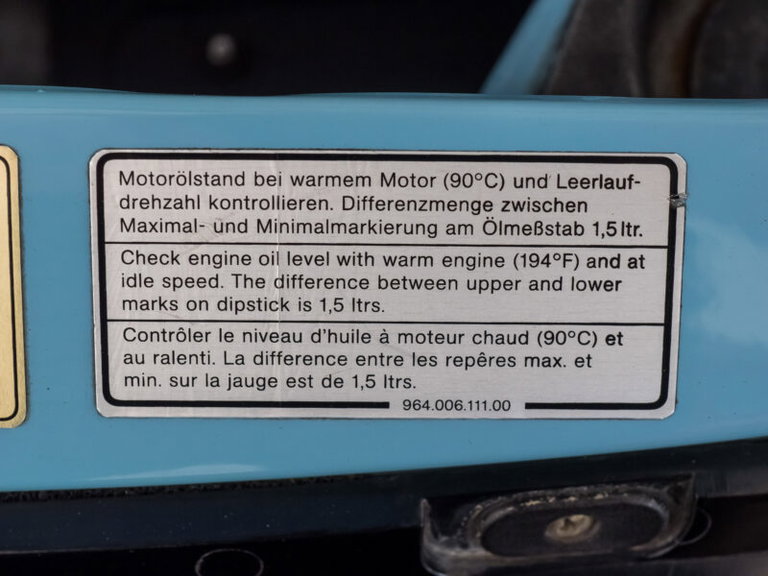 Motorölstand bei warmem Motor (90°C) und Leerlauf-
drehzahl kontrollieren. Differenzmenge zwischen
Maximal- und Minimalmarkierung am Ölmeßstab 1,5 ltr.
Check engine oil level with warm engine (194°F) and at
idle speed. The difference between upper and lower
marks on dipstick is 1,5 ltrs.
Contrôler le niveau d'huile à moteur chaud (90°C) et
au ralenti. La difference entre les repêres max. et
min. sur la jauge est de 1,5 ltrs.
964.006.111.00